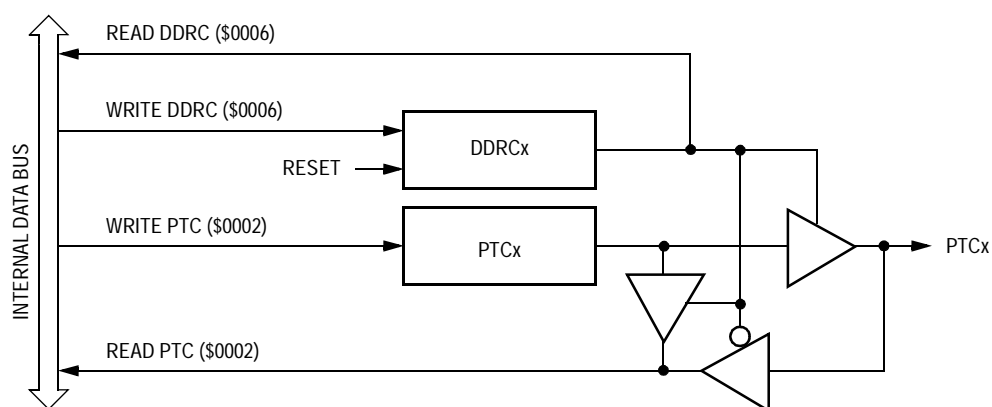 READ DDRC ($0006)
WRITE DDRC ($0006)
DDRCx
RESET
INTERNAL DATA BUS
WRITE PTC ($0002)
PTCx
PTCx
READ PTC ($0002)